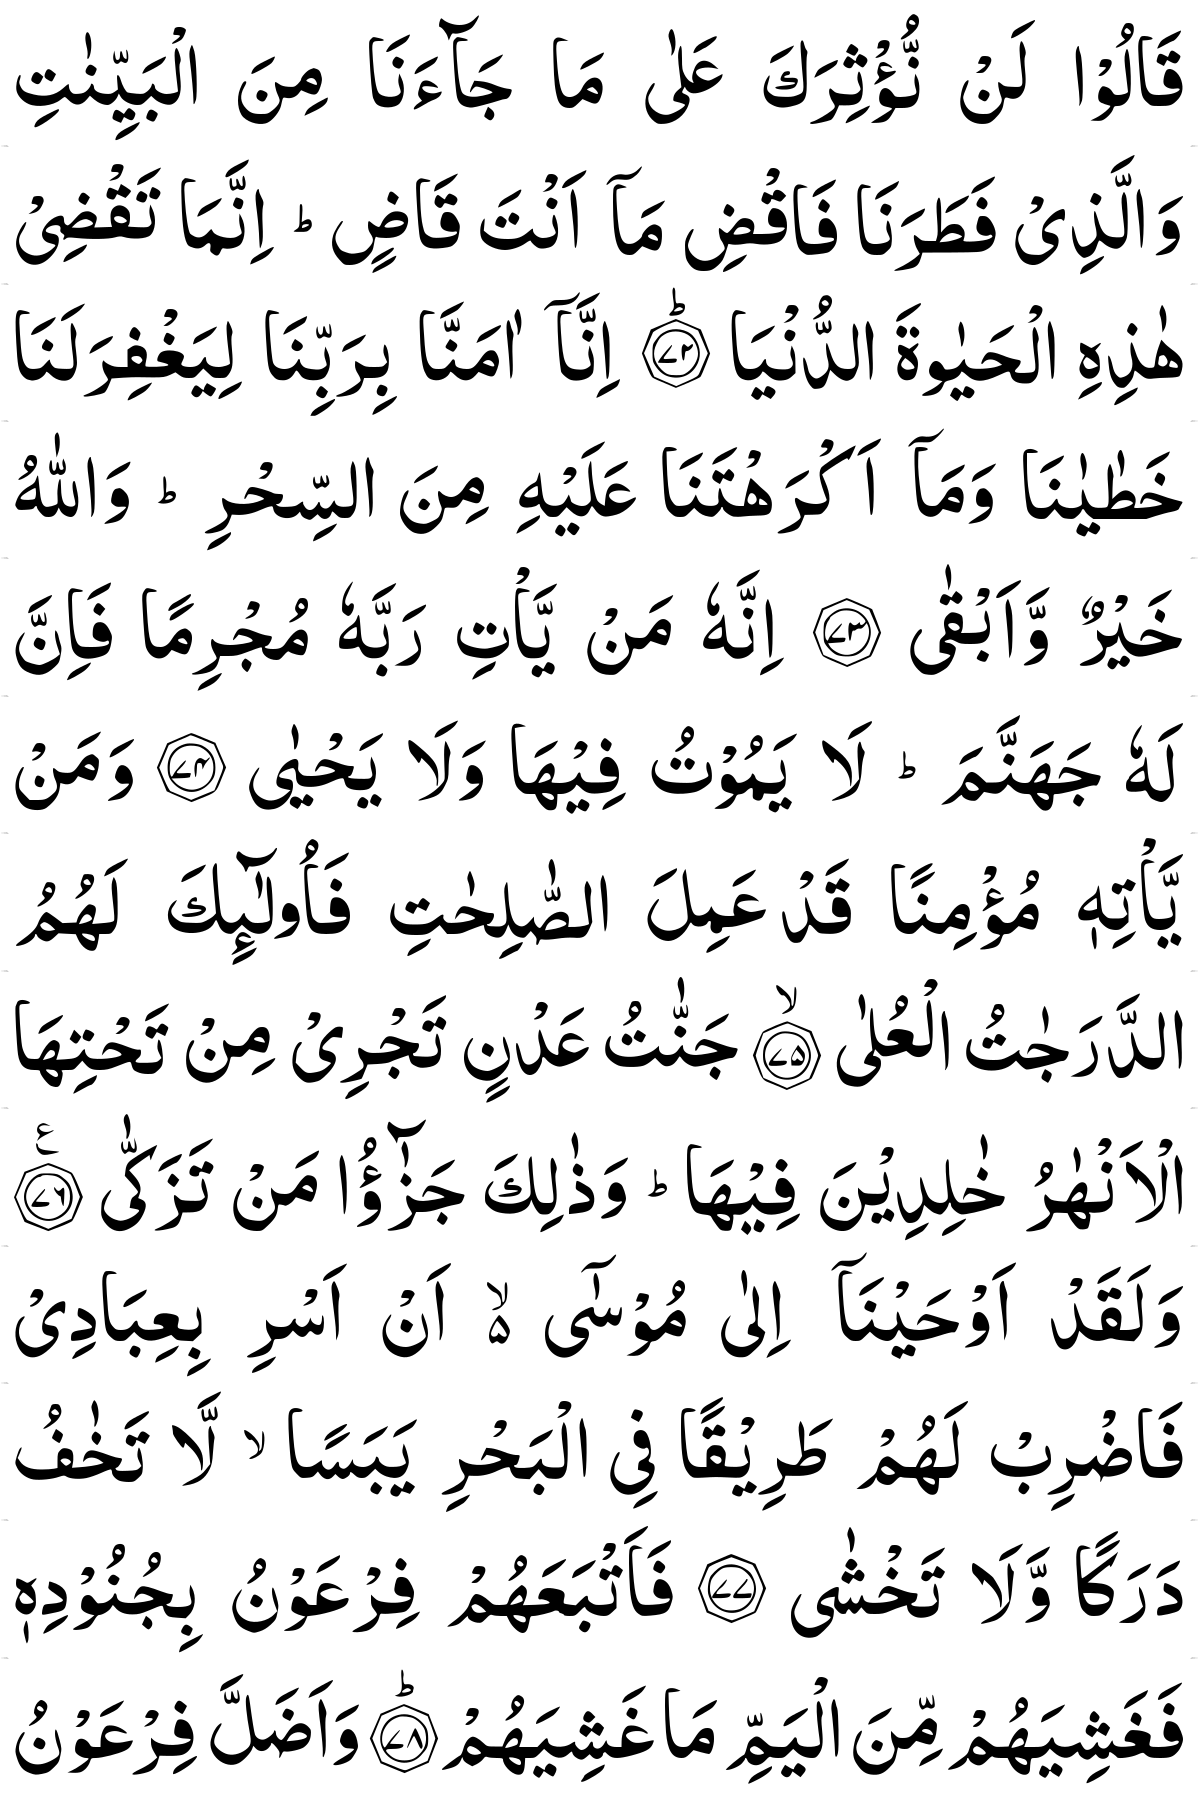 قَالُوْا لَنْ نُّؤْثِرَكَ عَلٰى مَا جَآءَنَا مِنَ الْبَيِّنٰتِ
وَالَّذِىْ فَطَرَنَا فَاقْضِ مَآ اَنْتَ قَاضٍ ؕ اِنَّمَا تَقْضِىْ
هٰذِهِ الْحَيٰوةَ الدُّنْيَا ؕ ﴿۷۲﴾ اِنَّآ اٰمَنَّا بِرَبِّنَا لِيَغْفِرَ لَنَا
خَطٰيٰنَا وَمَآ اَكْرَهْتَنَا عَلَيْهِ مِنَ السِّحْرِ ؕ وَاللّٰهُ
خَيْرٌ وَّاَبْقٰى ﴿۷۳﴾ اِنَّهٗ مَنْ يَّاْتِ رَبَّهٗ مُجْرِمًا فَاِنَّ
لَهٗ جَهَنَّمَ ؕ لَا يَمُوْتُ فِيْهَا وَلَا يَحْيٰى ﴿۷۴﴾ وَمَنْ
يَّاْتِهٖ مُؤْمِنًا قَدْ عَمِلَ الصّٰلِحٰتِ فَاُولٰٓئِكَ لَهُمُ
الدَّرَجٰتُ الْعُلٰى ۙ ﴿۷۵﴾ جَنّٰتُ عَدْنٍ تَجْرِىْ مِنْ تَحْتِهَا
الْاَنْهٰرُ خٰلِدِيْنَ فِيْهَا ؕ وَذٰلِكَ جَزٰٓؤُا مَنْ تَزَكّٰى ﴿۷۶﴾ ع
وَلَقَدْ اَوْحَيْنَآ اِلٰى مُوْسٰٓى ۙ۵ اَنْ اَسْرِ بِعِبَادِىْ
فَاضْرِبْ لَهُمْ طَرِيْقًا فِى الْبَحْرِ يَبَسًا ۙ لَّا تَخٰفُ
دَرَكًا وَّلَا تَخْشٰى ﴿۷۷﴾ فَاَتْبَعَهُمْ فِرْعَوْنُ بِجُنُوْدِهٖ
فَغَشِيَهُمْ مِّنَ الْيَمِّ مَا غَشِيَهُمْ ؕ ﴿۷۸﴾ وَاَضَلَّ فِرْعَوْنُ